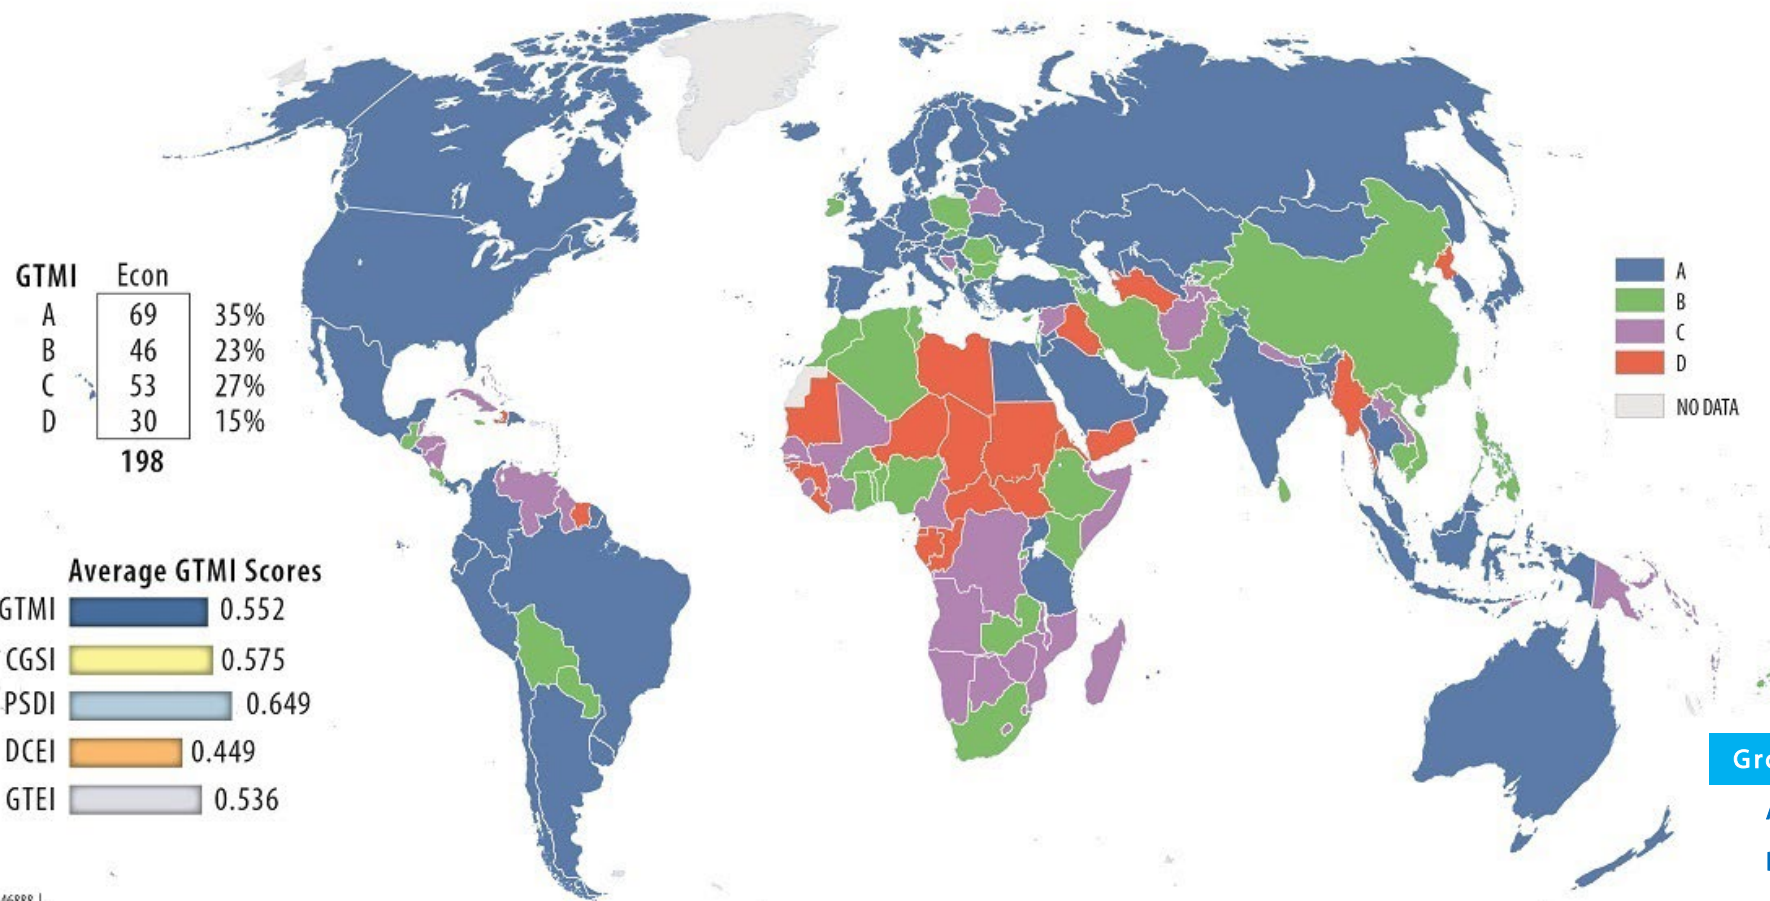 GTMI Econ
A 69 35%
B 46 23%
C 53 27%
D 30 15%
198
Average GTMI Scores
GTMI 0.552
CGSI 0.575
PSDI 0.649
DCEI 0.449
GTEI 0.536
A
B
C
D
NO DATA